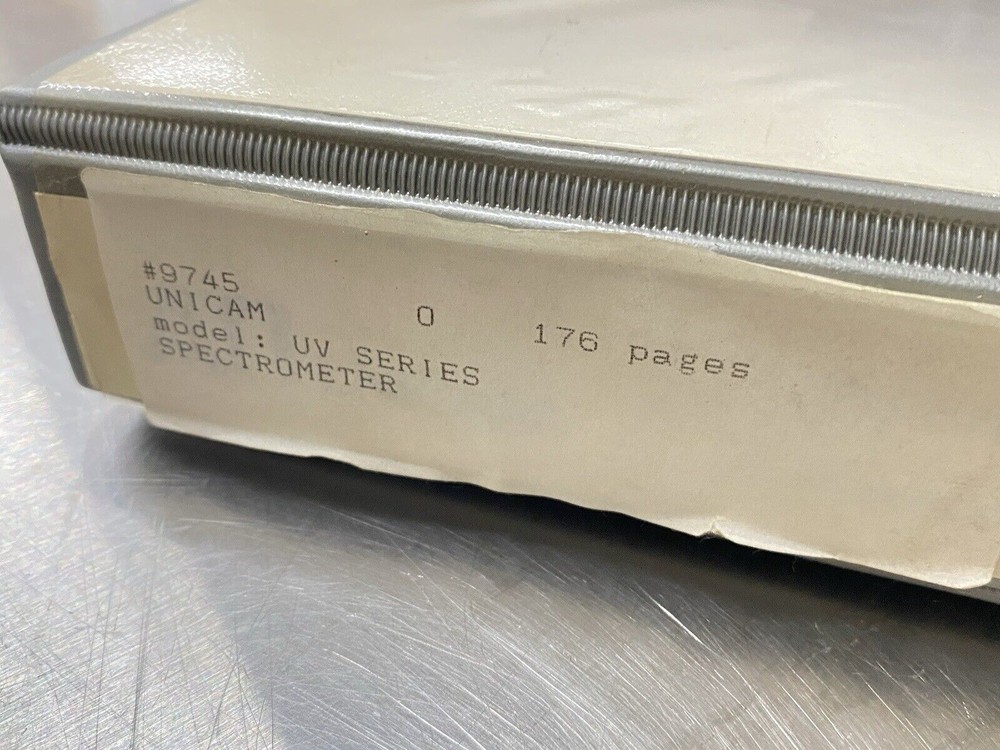 #9745
UNICAM 0 176 pages
model: UV SERIES
SPECTROMETER